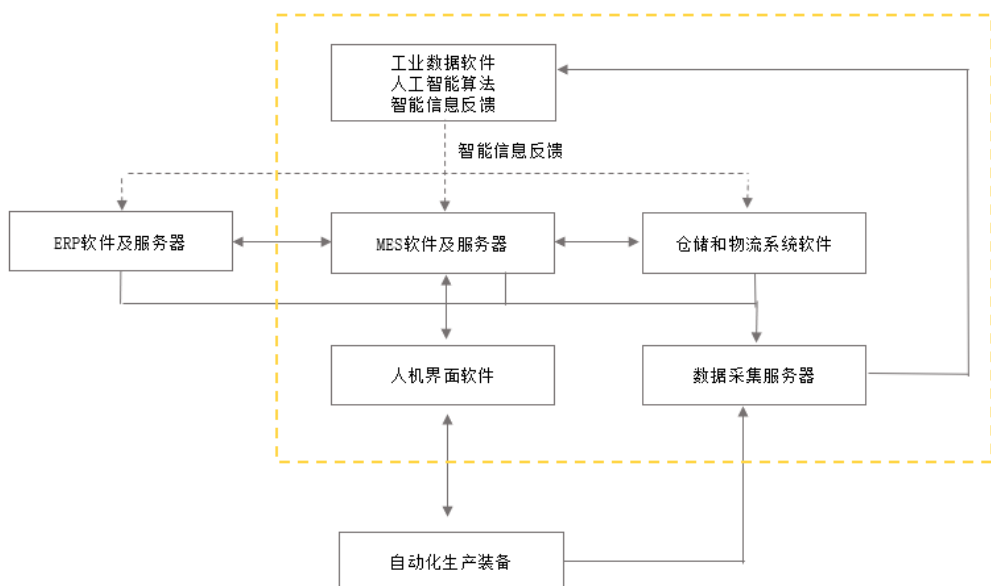 工业数据软件
人工智能算法
智能信息反馈
智能信息反馈
ERP软件及服务器
MES软件及服务器
仓储和物流系统软件
人机界面软件
数据采集服务器
自动化生产装备